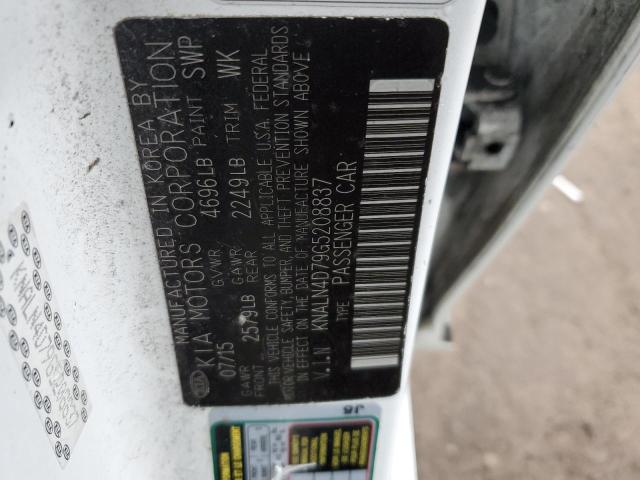 MANUFACTURED IN KOREA BY
KIA MOTORS CORPORATION
07/15 GVWR 4696LB PAINT SWP
GAWR FRONT 2579LB GAWR REAR 2249LB TRIM WK
THIS VEHICLE CONFORMS TO ALL APPLICABLE U.S.A. FEDERAL
MOTOR VEHICLE SAFETY, BUMPER, AND THEFT PREVENTION STANDARDS
IN EFFECT ON THE DATE OF MANUFACTURE SHOWN ABOVE.
V.I.N: KNALN4D79G5208837
TYPE: PASSENGER CAR
KNALN4D79G5208837
J6